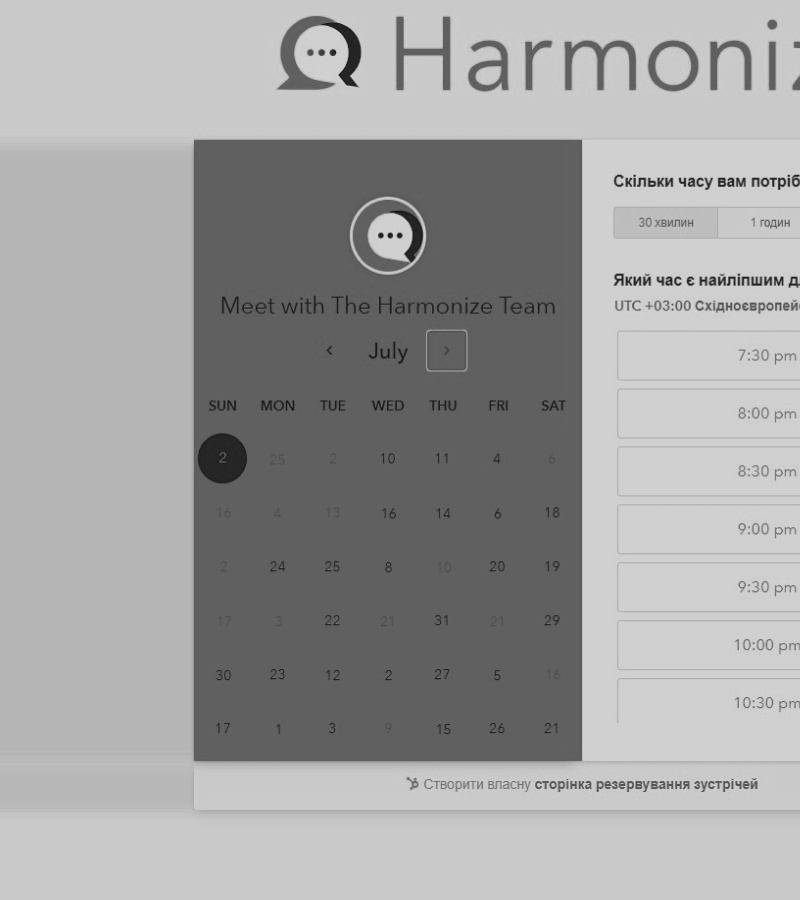 Harmoniz
Скільки часу вам потріб
30 хвилин 1 годин
Який час є найліпшим д
UTC +03:00 Східноєвропей
7:30 pm
8:00 pm
8:30 pm
9:00 pm
9:30 pm
10:00 pm
10:30 pm
Meet with The Harmonize Team
July
SUN MON TUE WED THU FRI SAT
2 25 2 10 11 4 6
16 4 13 16 14 6 18
2 24 25 8 10 20 19
17 3 22 21 31 21 29
30 23 12 2 27 5 16
17 1 3 9 15 26 21
Створити власну сторінка резервування зустрічей